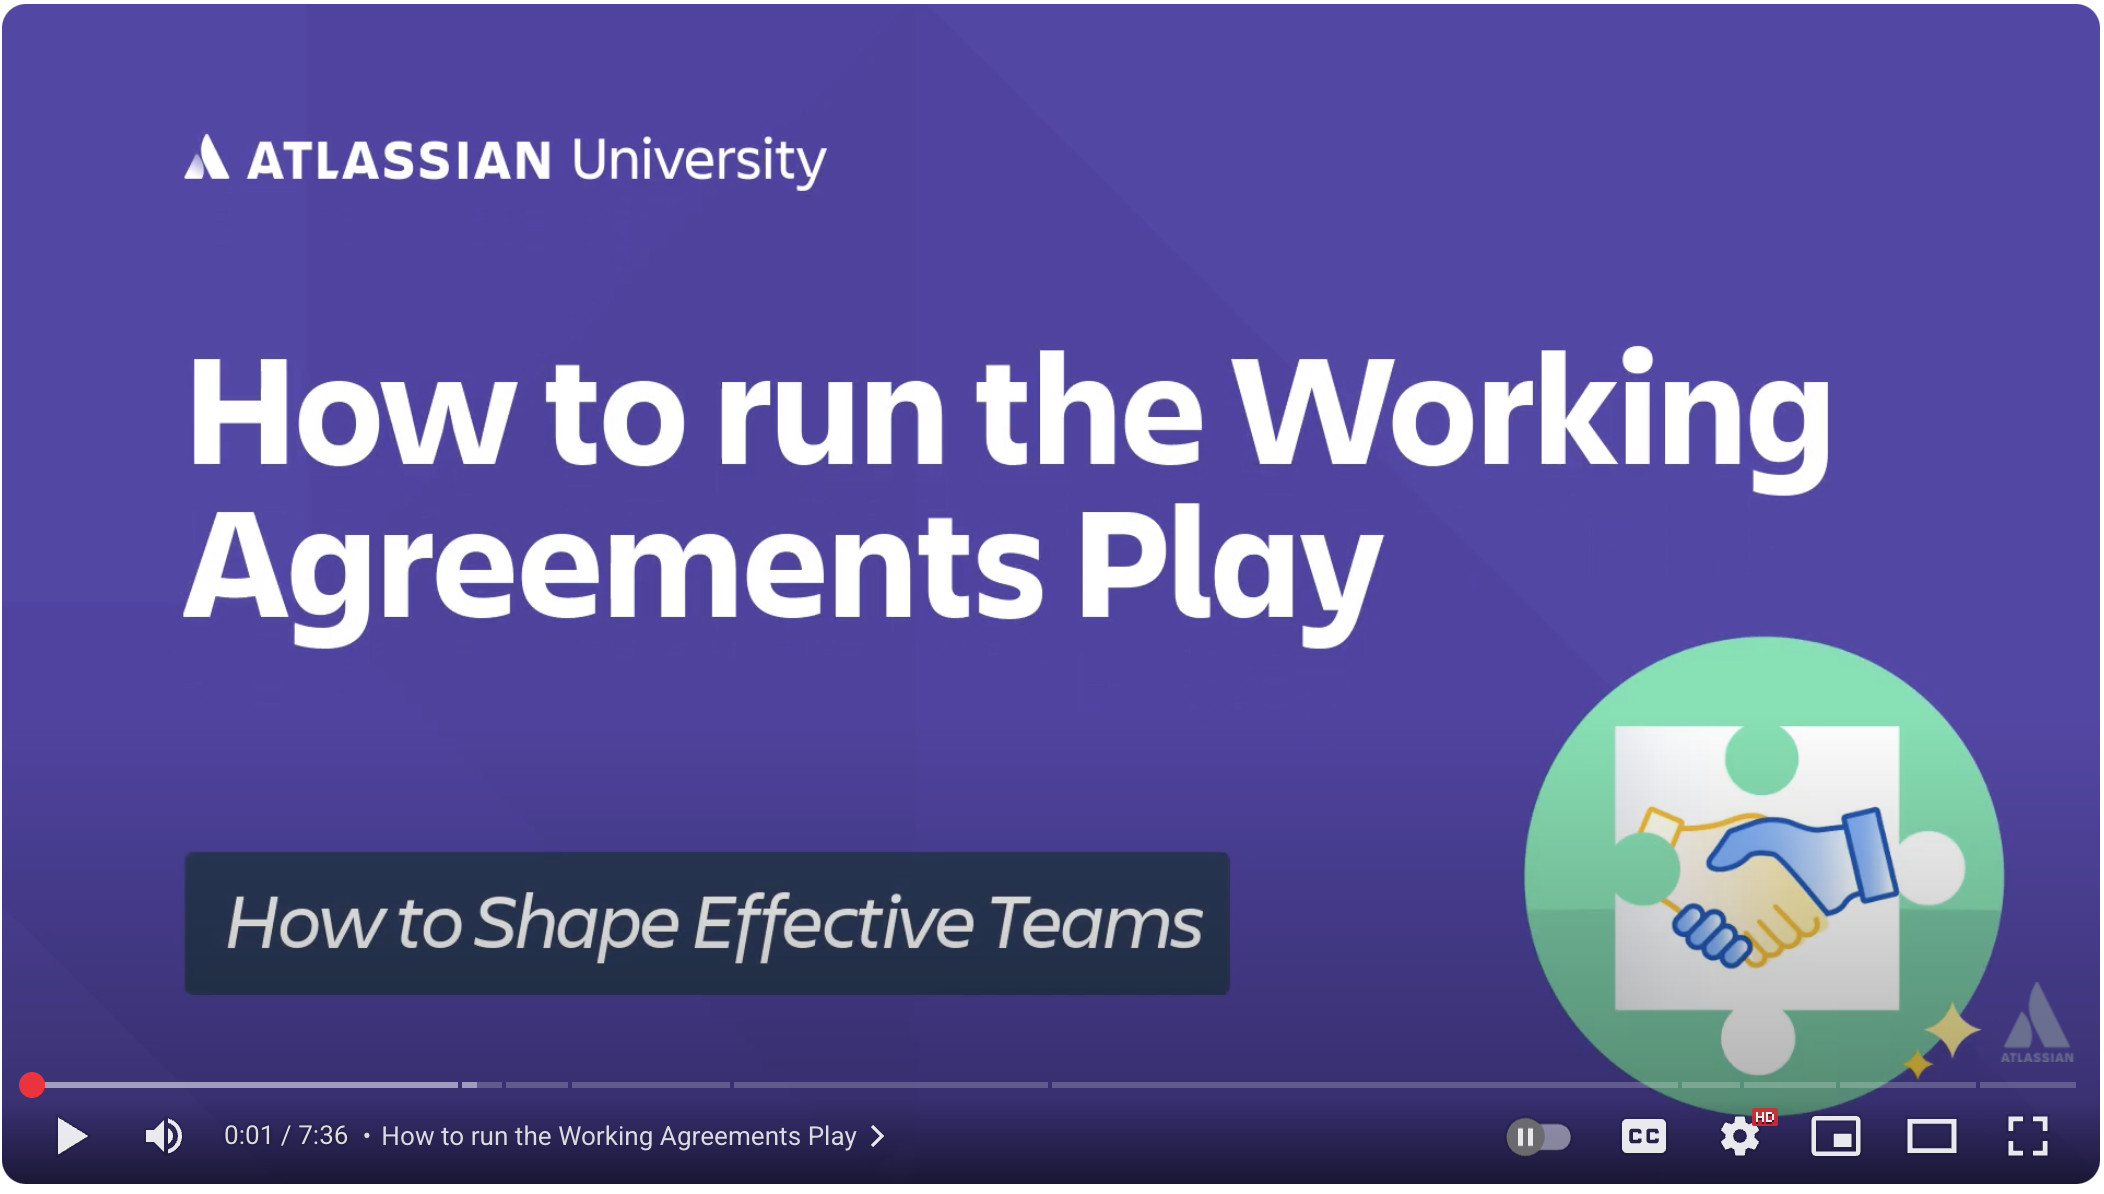 ATLASSIAN University
How to run the Working
Agreements Play
How to Shape Effective Teams
ATLASSIAN
HD
0:01 / 7:36 • How to run the Working Agreements Play
CC